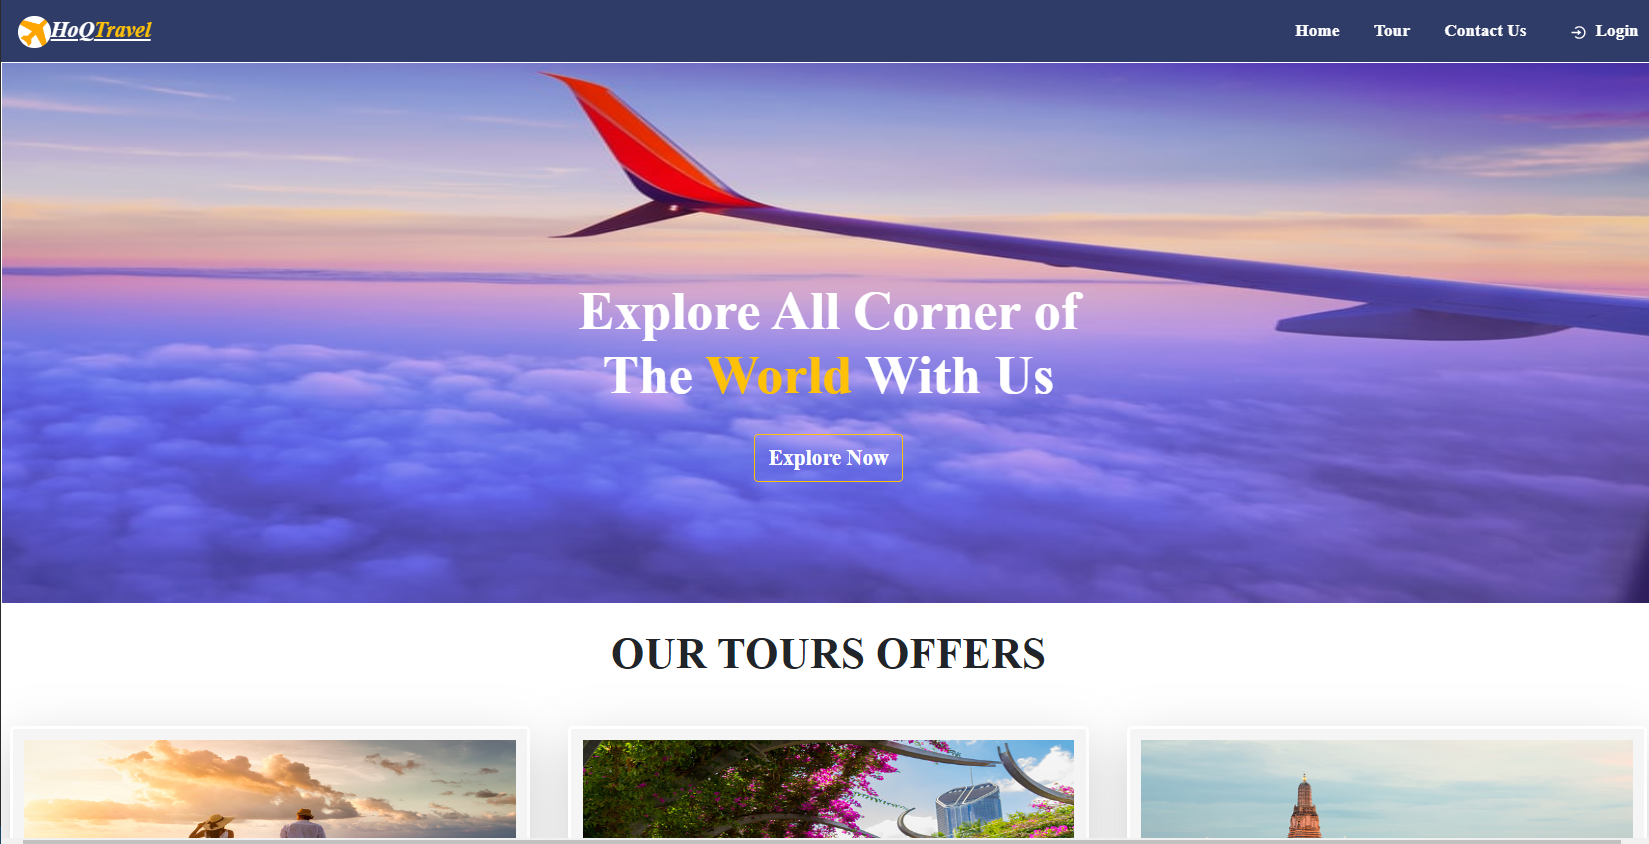 HoQTravel
Home
Tour
Contact Us
Login
Explore All Corner of
The World With Us
Explore Now
OUR TOURS OFFERS